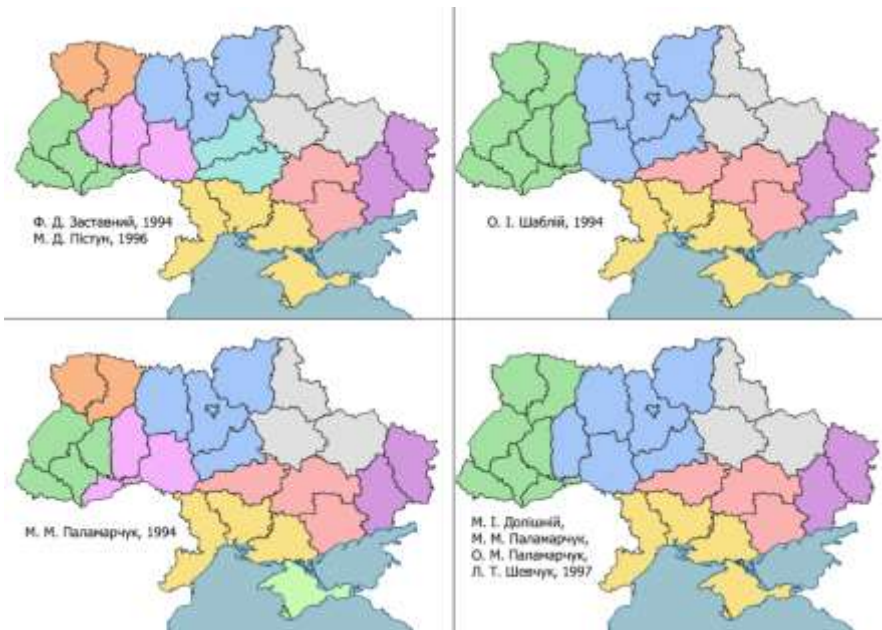 Ф. Д. Заставний, 1994
М. Д. Пістун, 1996
О. І. Шаблій, 1994
М. М. Паламарчук, 1994
М. І. Долішній,
М. М. Паламарчук,
О. М. Паламарчук,
Л. Т. Шевчук, 1997